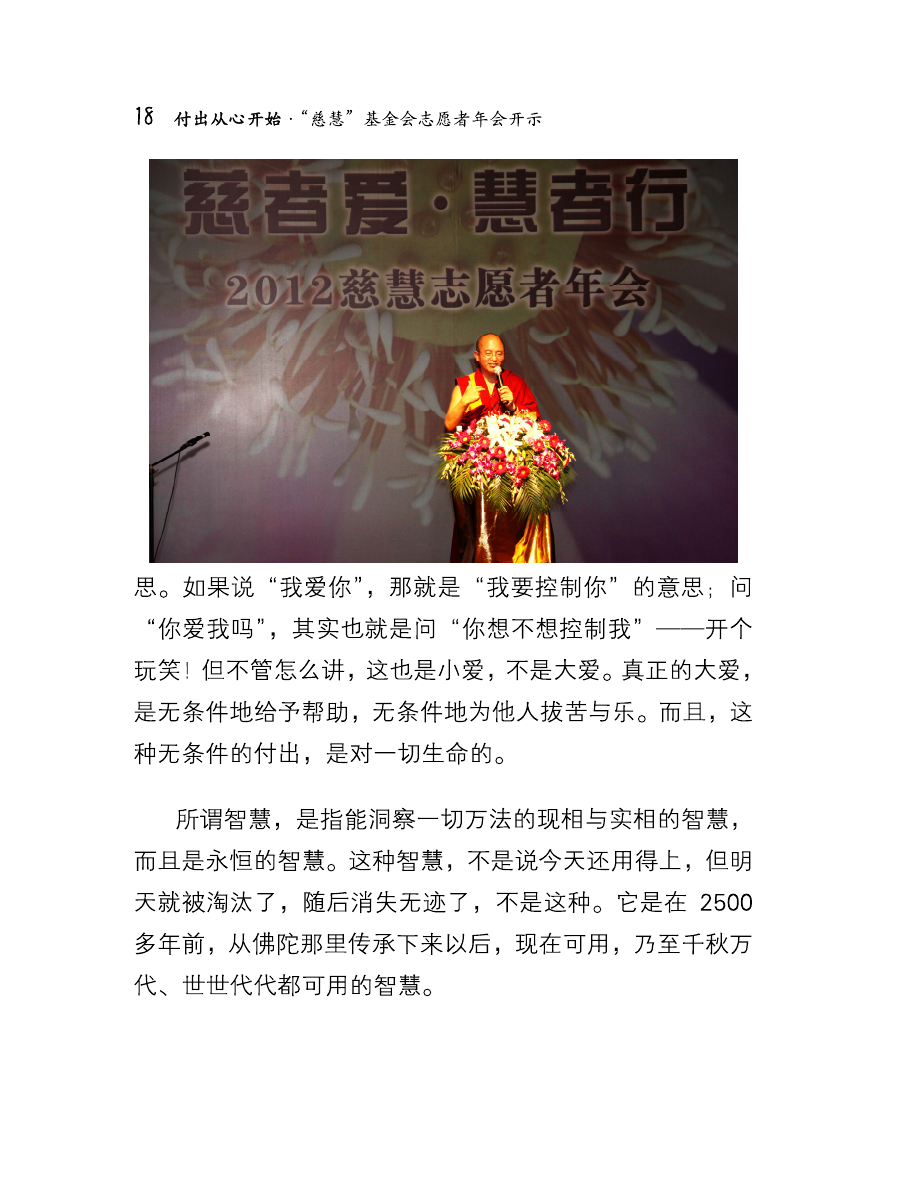 18 付出从心开始·“慈慧”基金会志愿者年会开示
慈者爱·慧者行
2012慈慧志愿者年会
思。如果说“我爱你”，那就是“我要控制你”的意思；问
“你爱我吗”，其实也就是问“你想不想控制我”——开个
玩笑！但不管怎么讲，这也是小爱，不是大爱。真正的大爱，
是无条件地给予帮助，无条件地为他人拔苦与乐。而且，这
种无条件的付出，是对一切生命的。
所谓智慧，是指能洞察一切万法的现相与实相的智慧，
而且是永恒的智慧。这种智慧，不是说今天还用得上，但明
天就被淘汰了，随后消失无迹了，不是这种。它是在 2500
多年前，从佛陀那里传承下来以后，现在可用，乃至千秋万
代、世世代代都可用的智慧。